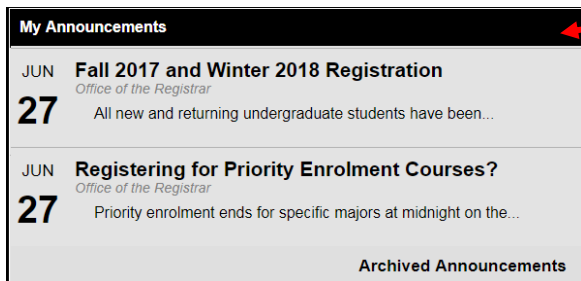 My Announcements
JUN
27
Fall 2017 and Winter 2018 Registration
Office of the Registrar
All new and returning undergraduate students have been...
JUN
27
Registering for Priority Enrolment Courses?
Office of the Registrar
Priority enrolment ends for specific majors at midnight on the...
Archived Announcements